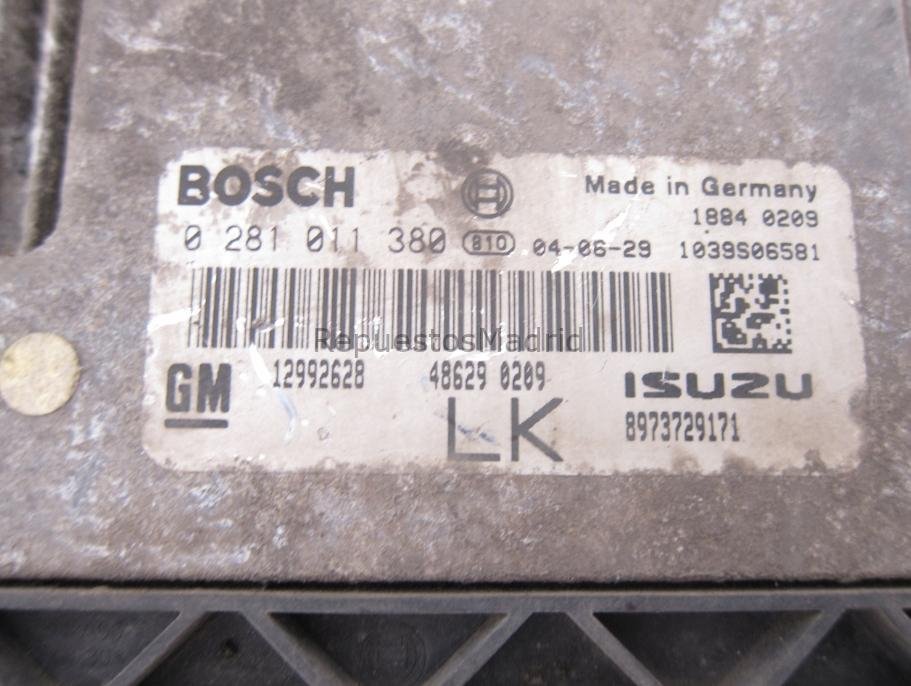 BOSCH
Made in Germany
1884 0209
0 281 011 380 810 04-06-29 1039S06581
RepuestosMadrid
GM 12992628 48629 0209 ISUZU
LK 8973729171